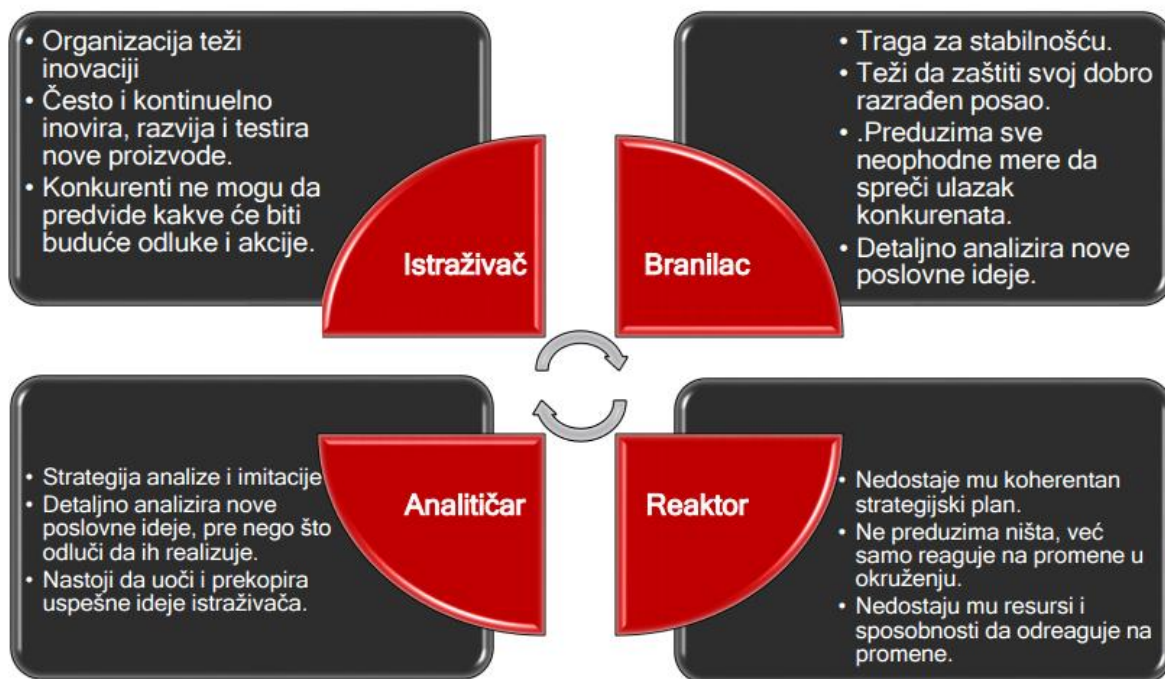 • Organizacija teži
inovaciji
• Često i kontinuelno
inovira, razvija i testira
nove proizvode.
• Konkurenti ne mogu da
predvide kakve će biti
buduće odluke i akcije.
Istraživač
• Traga za stabilnošću.
• Teži da zaštiti svoj dobro
razrađen posao.
• .Preduzima sve
neophodne mere da
spreči ulazak
konkurenata.
• Detaljno analizira nove
poslovne ideje.
Branilac
• Strategija analize i imitacije
• Detaljno analizira nove
poslovne ideje, pre nego što
odluči da ih realizuje.
• Nastoji da uoči i prekopira
uspešne ideje istraživača.
Analitičar
• Nedostaje mu koherentan
strategijski plan.
• Ne preduzima ništa, već
samo reaguje na promene u
okruženju.
• Nedostaju mu resursi i
sposobnosti da odreaguje na
promene.
Reaktor